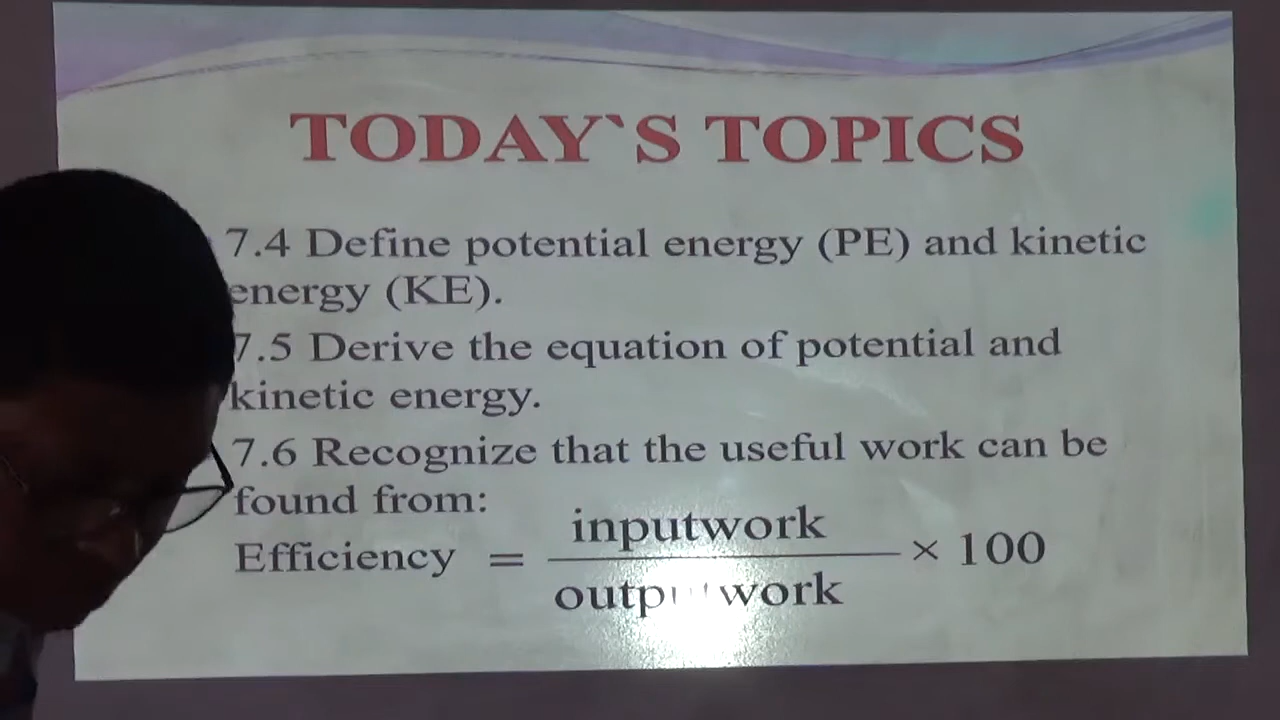 TODAY`S TOPICS
7.4 Define potential energy (PE) and kinetic
energy (KE).
7.5 Derive the equation of potential and
kinetic energy.
7.6 Recognize that the useful work can be
found from:
Efficiency = inputwork / × 100
work